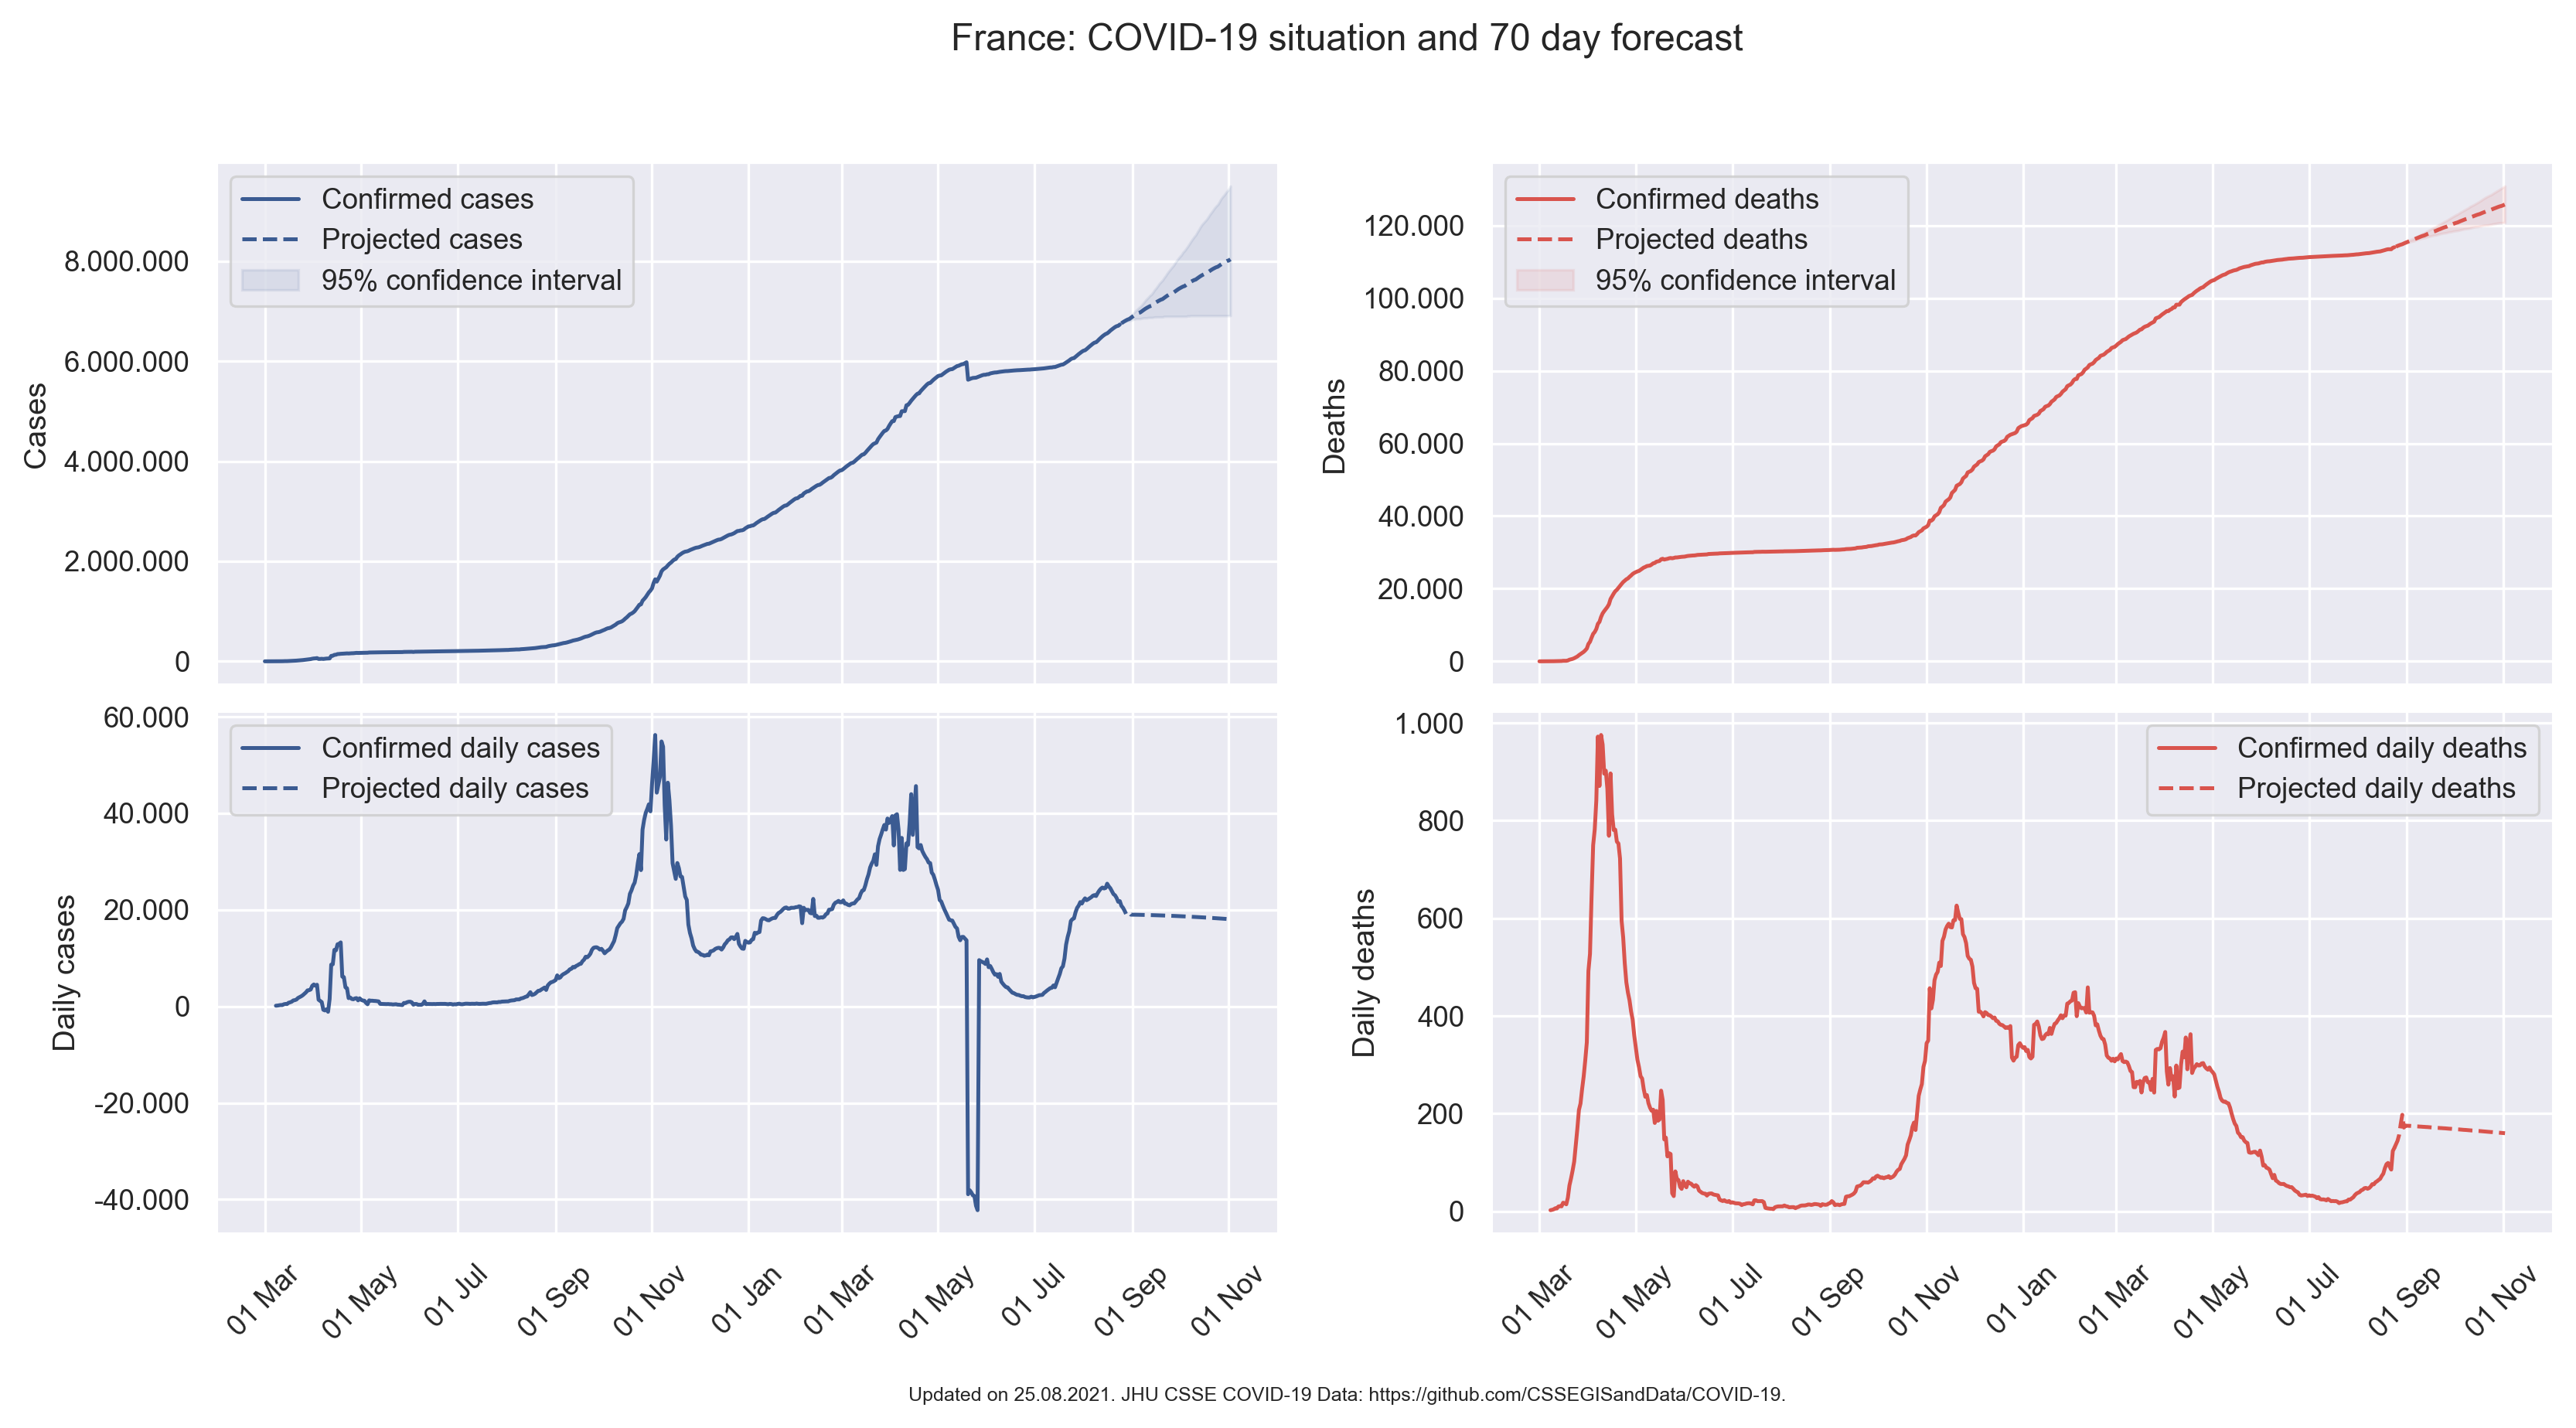 France: COVID-19 situation and 70 day forecast
Confirmed cases
Projected cases
95% confidence interval
8.000.000
6.000.000
4.000.000
2.000.000
0
Cases
Confirmed deaths
Projected deaths
95% confidence interval
120.000
100.000
80.000
60.000
40.000
20.000
0
Deaths
Confirmed daily cases
Projected daily cases
60.000
40.000
20.000
0
-20.000
-40.000
Daily cases
01 Mar
01 May
01 Jul
01 Sep
01 Nov
01 Jan
01 Mar
01 May
01 Jul
01 Sep
01 Nov
Confirmed daily deaths
Projected daily deaths
1.000
800
600
400
200
0
Daily deaths
01 Mar
01 May
01 Jul
01 Sep
01 Nov
01 Jan
01 Mar
01 May
01 Jul
01 Sep
01 Nov
Updated on 25.08.2021. JHU CSSE COVID-19 Data: https://github.com/CSSEGISandData/COVID-19.